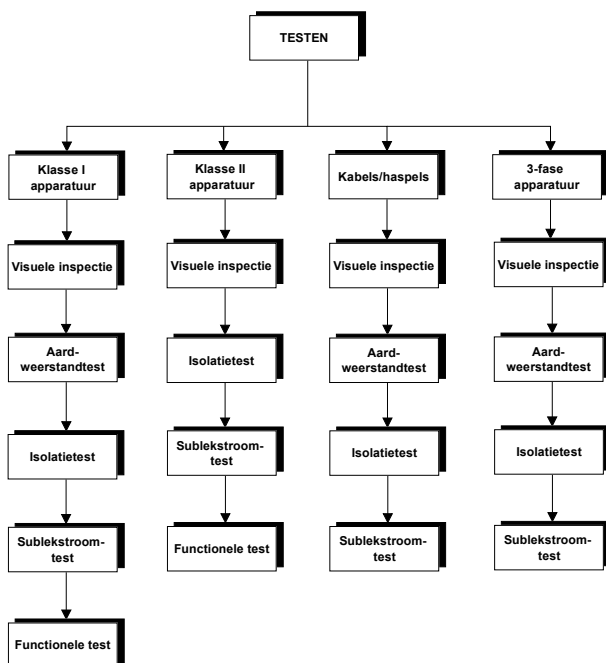 TESTEN
Klasse I
apparatuur
Visuele inspectie
Aard-
weerstandtest
Isolatietest
Sublekstroom-
test
Functionele test
Klasse II
apparatuur
Visuele inspectie
Isolatietest
Sublekstroom-
test
Functionele test
Kabels/haspels
Visuele inspectie
Aard-
weerstandtest
Isolatietest
Sublekstroom-
test
3-fase
apparatuur
Visuele inspectie
Aard-
weerstandtest
Isolatietest
Sublekstroom-
test